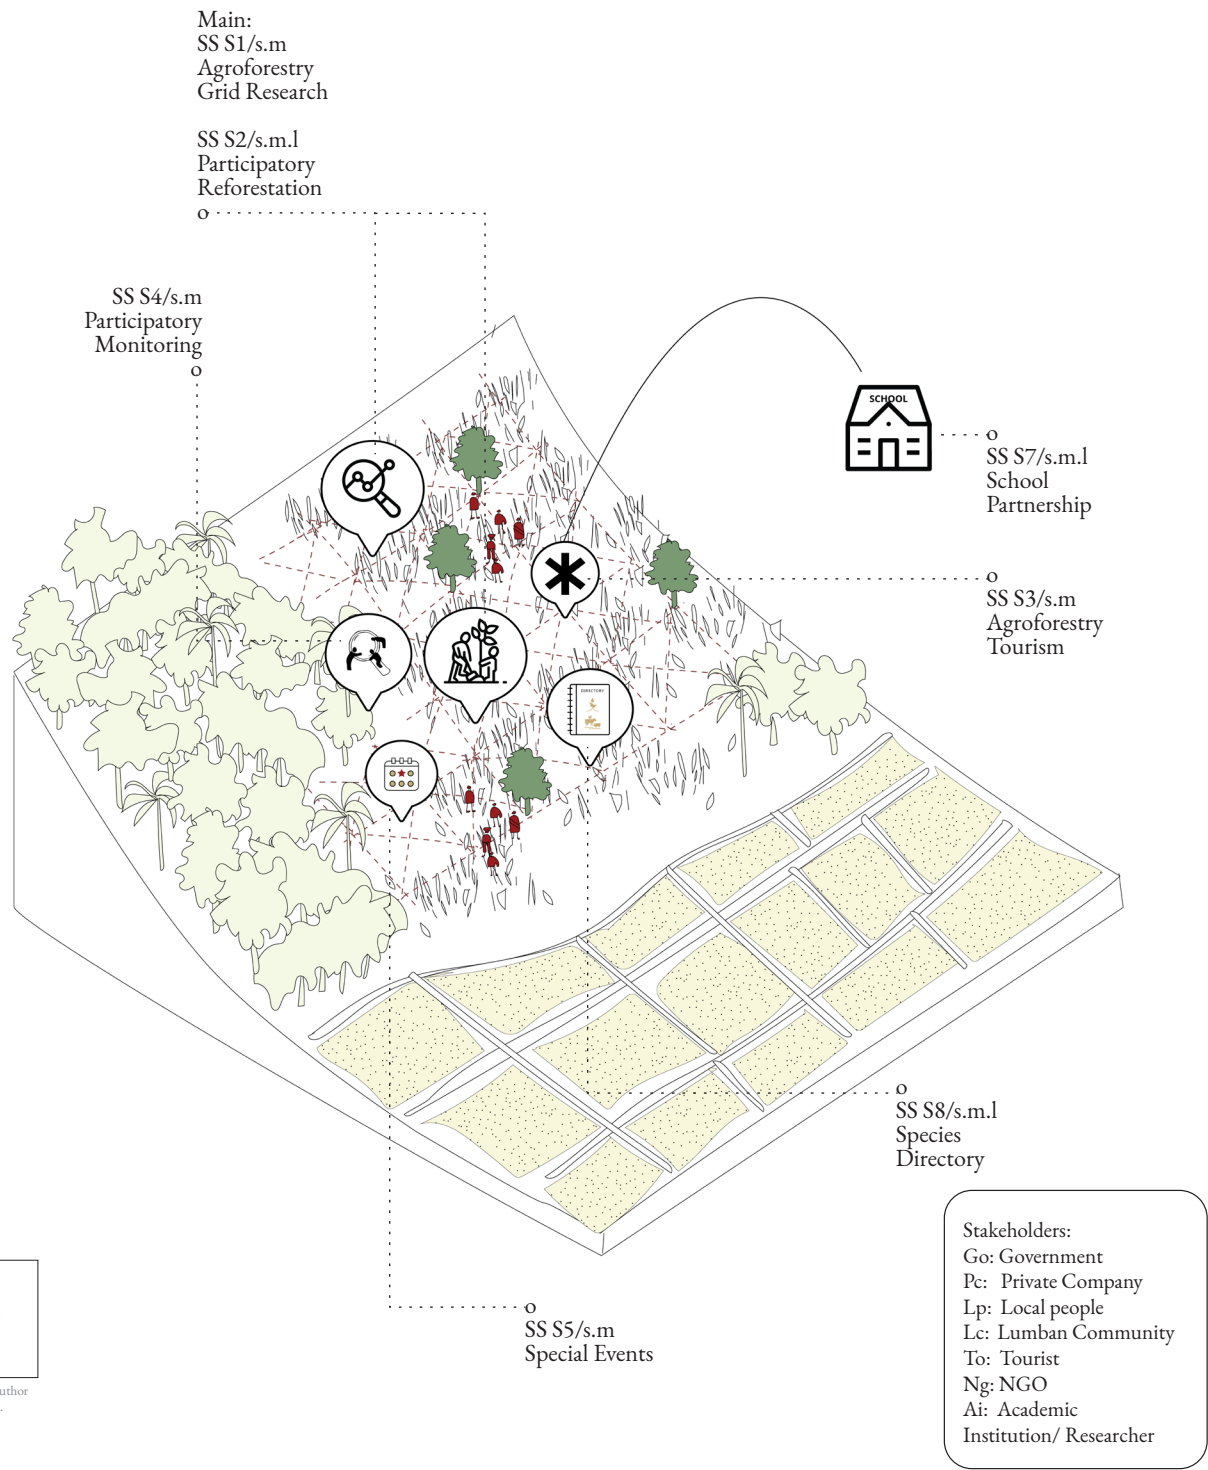 Main:
SS S1/s.m
Agroforestry
Grid Research
SS S2/s.m.l
Participatory
Reforestation
SS S4/s.m
Participatory
Monitoring
SCHOOL
SS S7/s.m.l
School
Partnership
SS S3/s.m
Agroforestry
Tourism
DIRECTORY
SS S8/s.m.l
Species
Directory
SS S5/s.m
Special Events
Stakeholders:
Go: Government
Pc: Private Company
Lp: Local people
Lc: Lumban Community
To: Tourist
Ng: NGO
Ai: Academic
Institution/ Researcher